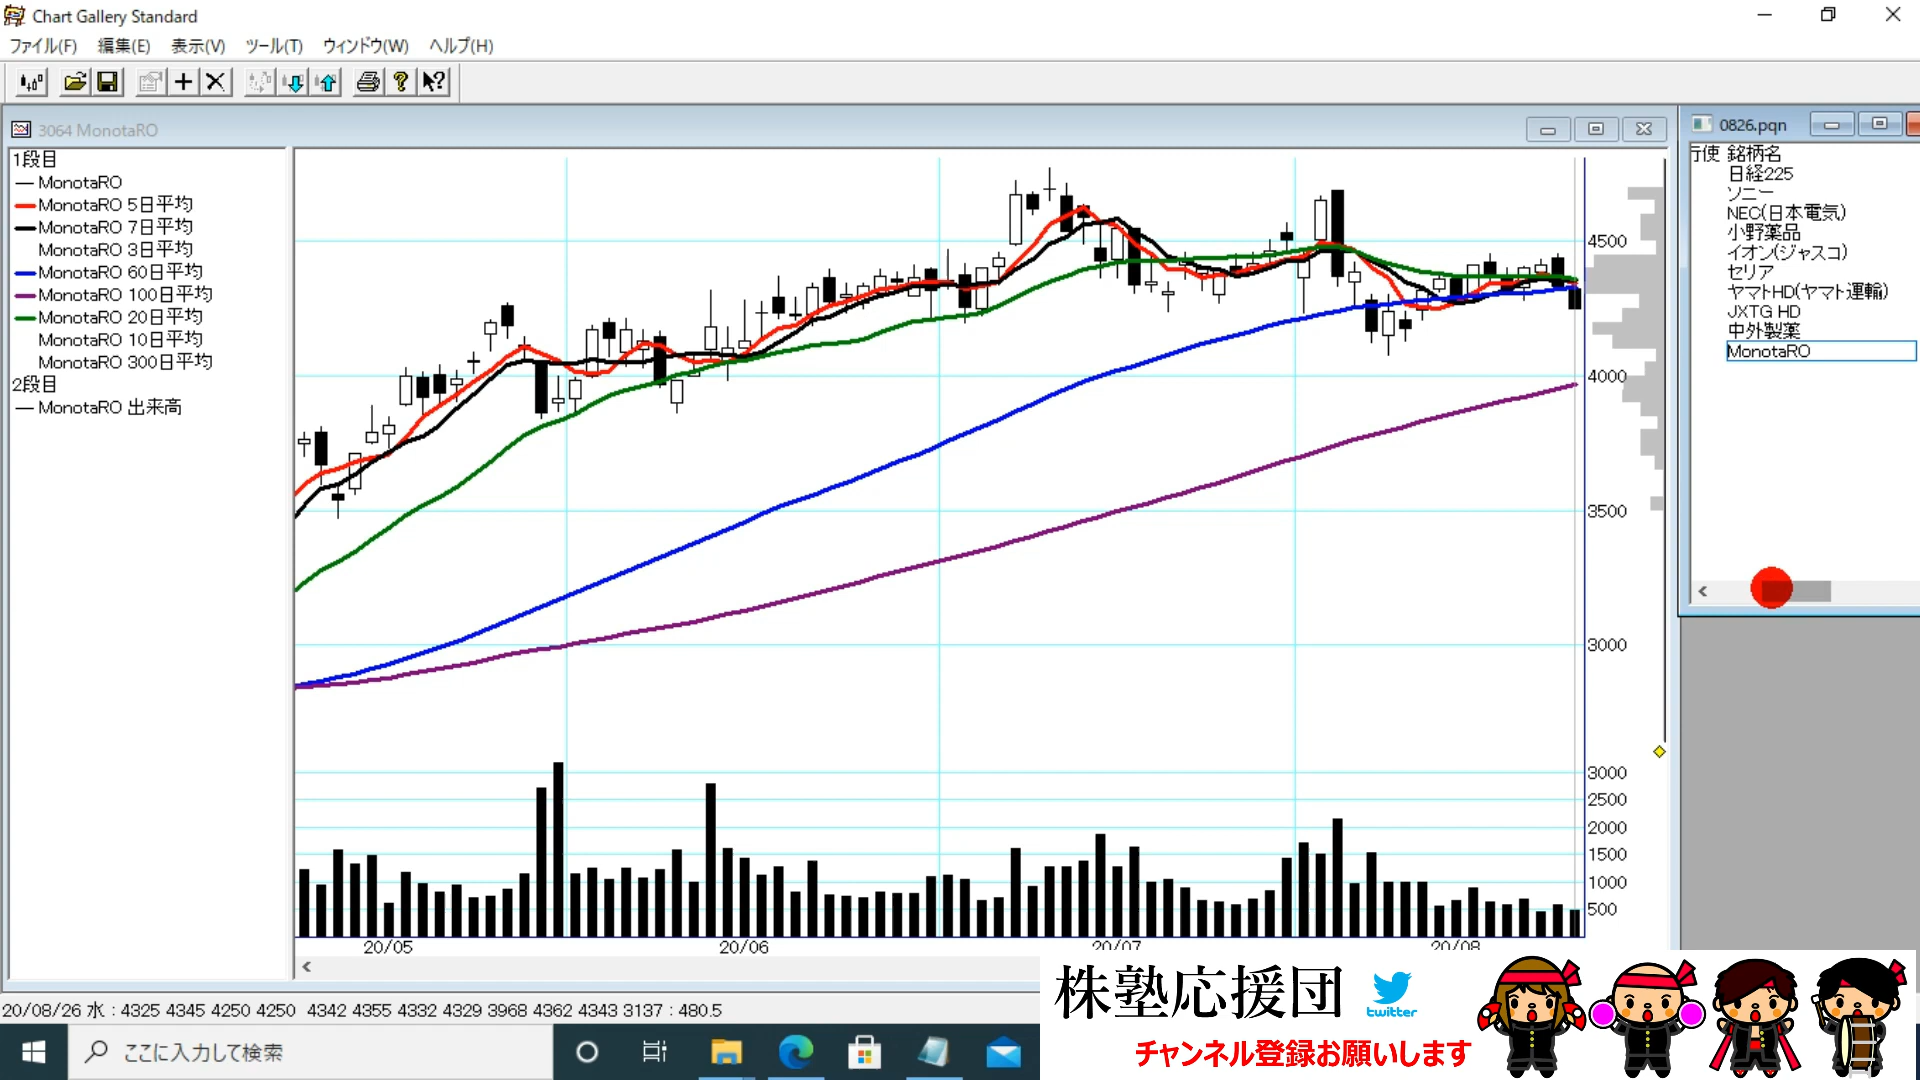 Chart Gallery Standard
ファイル(F) 編集(E) 表示(V) ツール(T) ウィンドウ(W) ヘルプ(H)
3064 MonotaRO
1段目
MonotaRO
MonotaRO 5日平均
MonotaRO 7日平均
MonotaRO 3日平均
MonotaRO 60日平均
MonotaRO 100日平均
MonotaRO 20日平均
MonotaRO 10日平均
MonotaRO 300日平均
2段目
MonotaRO 出来高
4500
4000
3500
3000
3000
2500
2000
1500
1000
500
20/05 20/06 20/07 20/08
0826.pqn
行使 銘柄名
日経225
ソニー
NEC(日本電気)
小野薬品
イオン(ジャスコ)
セリア
ヤマトHD(ヤマト運輸)
JXTG HD
中外製薬
MonotaRO
20/08/26 水 : 4325 4345 4250 4250 4342 4355 4332 4329 3968 4362 4343 3137 : 480.5
ここに入力して検索
株塾応援団
twitter
チャンネル登録お願いします